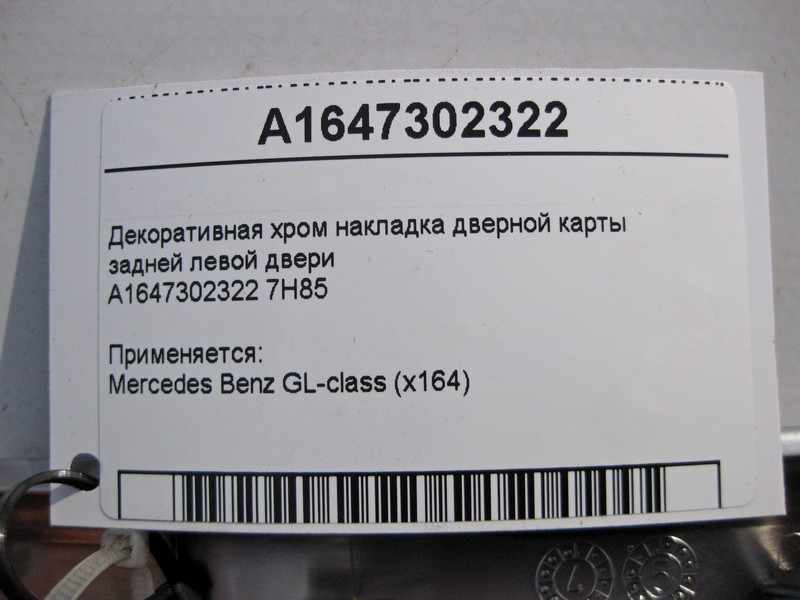 A1647302322
Декоративная хром накладка дверной карты
задней левой двери
A1647302322 7H85
Применяется:
Mercedes Benz GL-class (x164)